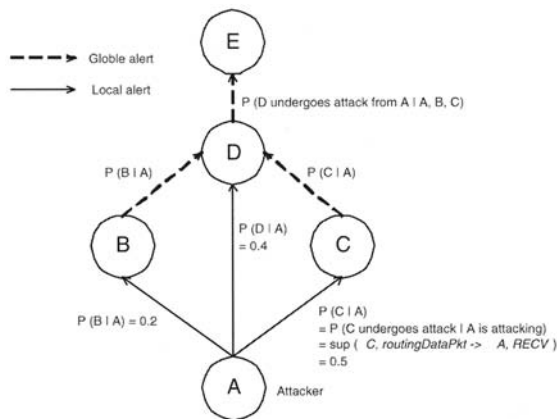 E
Globle alert
Local alert
P (D undergoes attack from A I A, B, C)
D
P (B I A)
P (C I A)
B
P (D I A)
= 0.4
C
P (B I A) = 0.2
P (C I A)
= P (C undergoes attack I A is attacking)
= sup ( C, routingDataPkt -> A, RECV )
= 0.5
A
Attacker